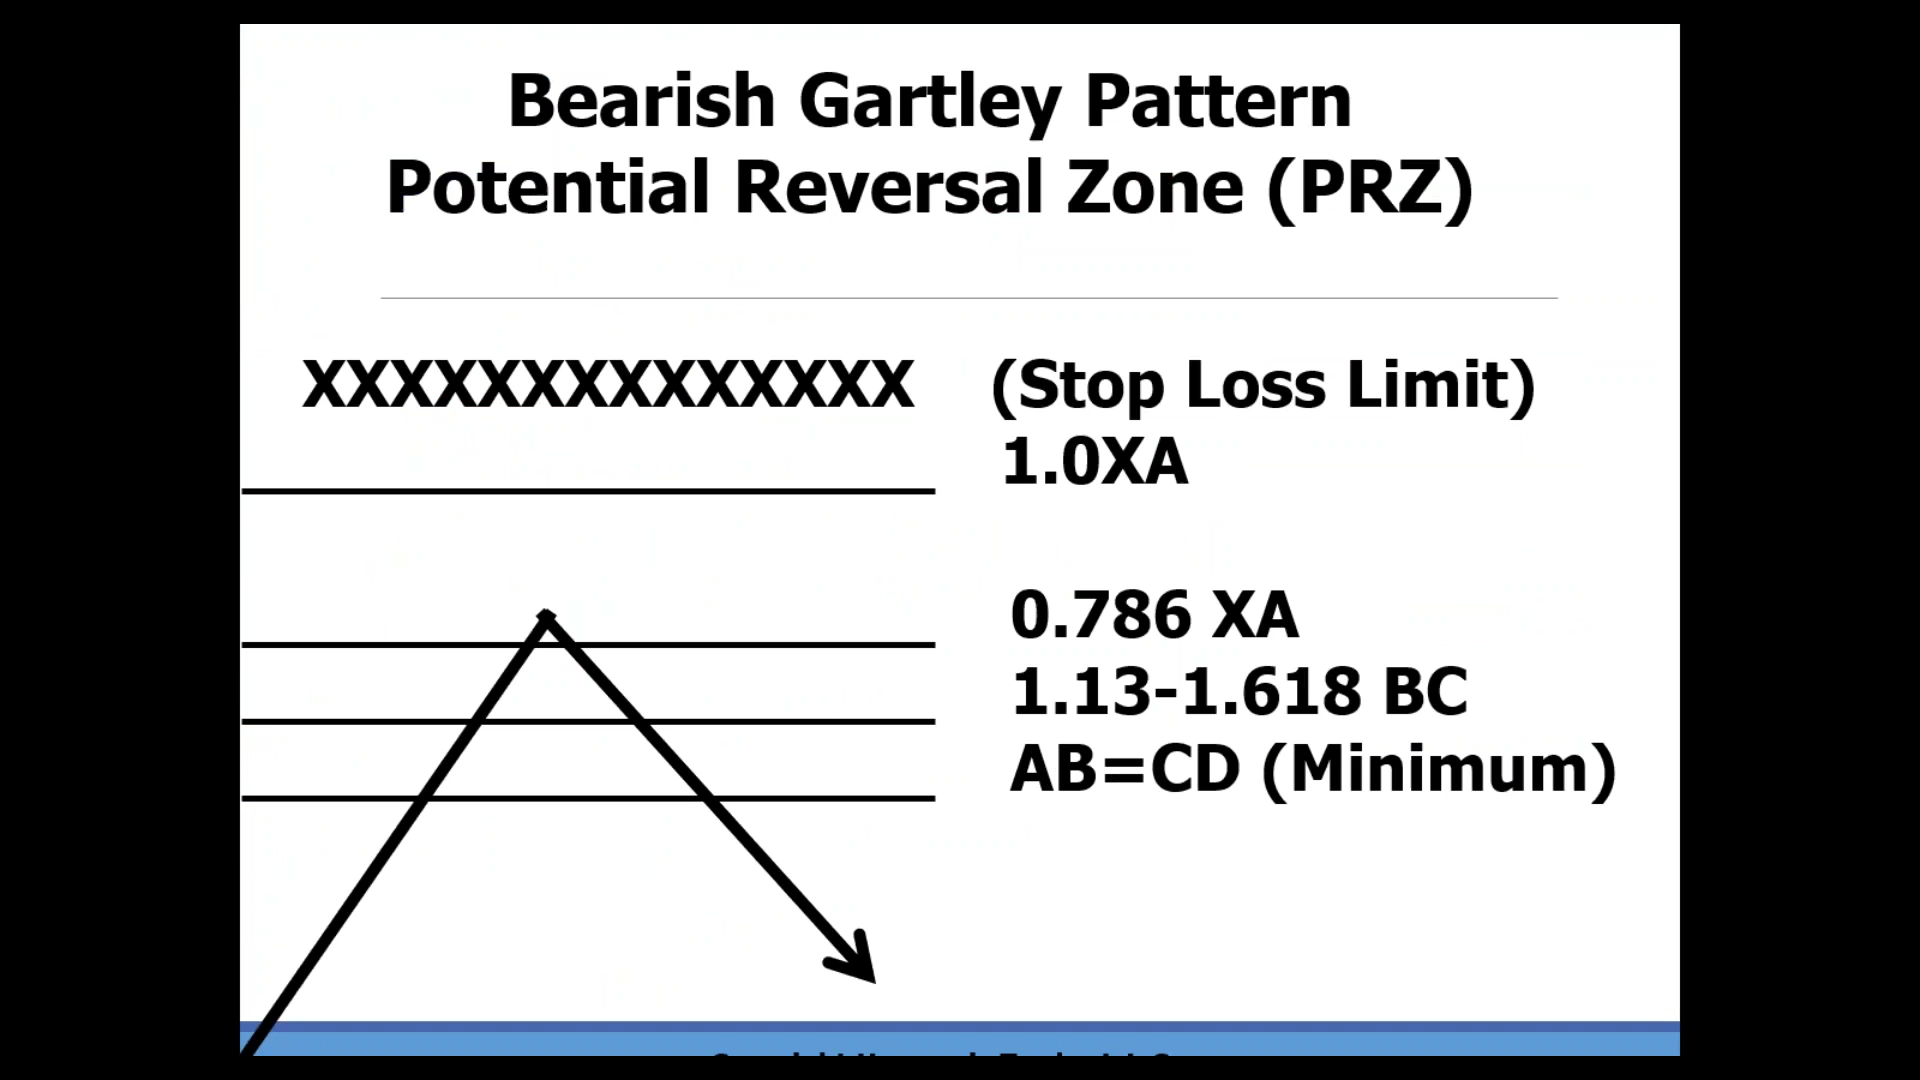 Bearish Gartley Pattern
Potential Reversal Zone (PRZ)
XXXXXXXXXXXXXX (Stop Loss Limit)
1.0XA
0.786 XA
1.13-1.618 BC
AB=CD (Minimum)